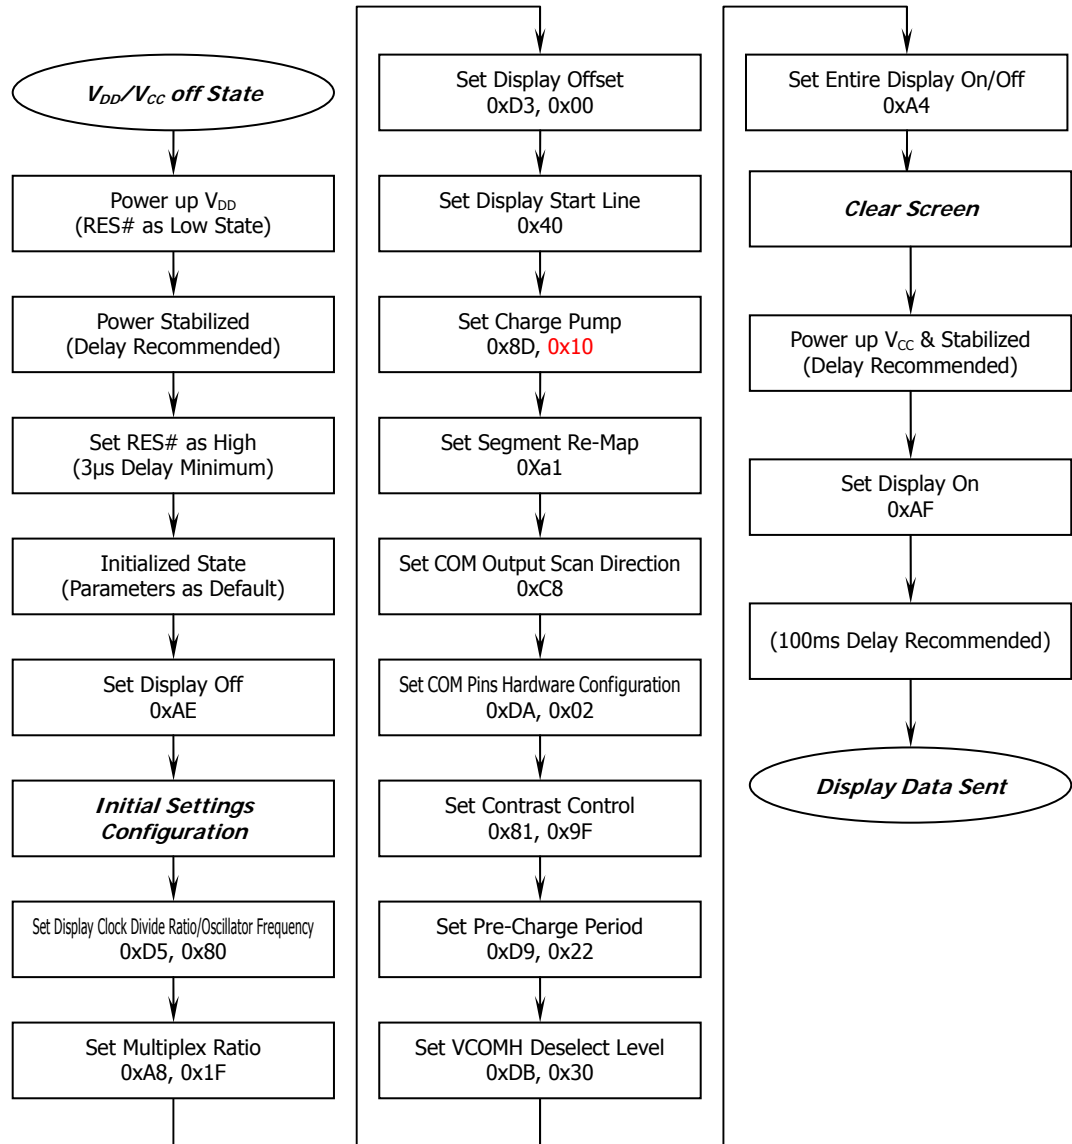 V_DD/V_CC off State
Power up V_DD
(RES# as Low State)
Power Stabilized
(Delay Recommended)
Set RES# as High
(3μs Delay Minimum)
Initialized State
(Parameters as Default)
Set Display Off
0xAE
Initial Settings
Configuration
Set Display Clock Divide Ratio/Oscillator Frequency
0xD5, 0x80
Set Multiplex Ratio
0xA8, 0x1F
Set Display Offset
0xD3, 0x00
Set Display Start Line
0x40
Set Charge Pump
0x8D, 0x10
Set Segment Re-Map
0Xa1
Set COM Output Scan Direction
0xC8
Set COM Pins Hardware Configuration
0xDA, 0x02
Set Contrast Control
0x81, 0x9F
Set Pre-Charge Period
0xD9, 0x22
Set VCOMH Deselect Level
0xDB, 0x30
Set Entire Display On/Off
0xA4
Clear Screen
Power up V_CC & Stabilized
(Delay Recommended)
Set Display On
0xAF
(100ms Delay Recommended)
Display Data Sent